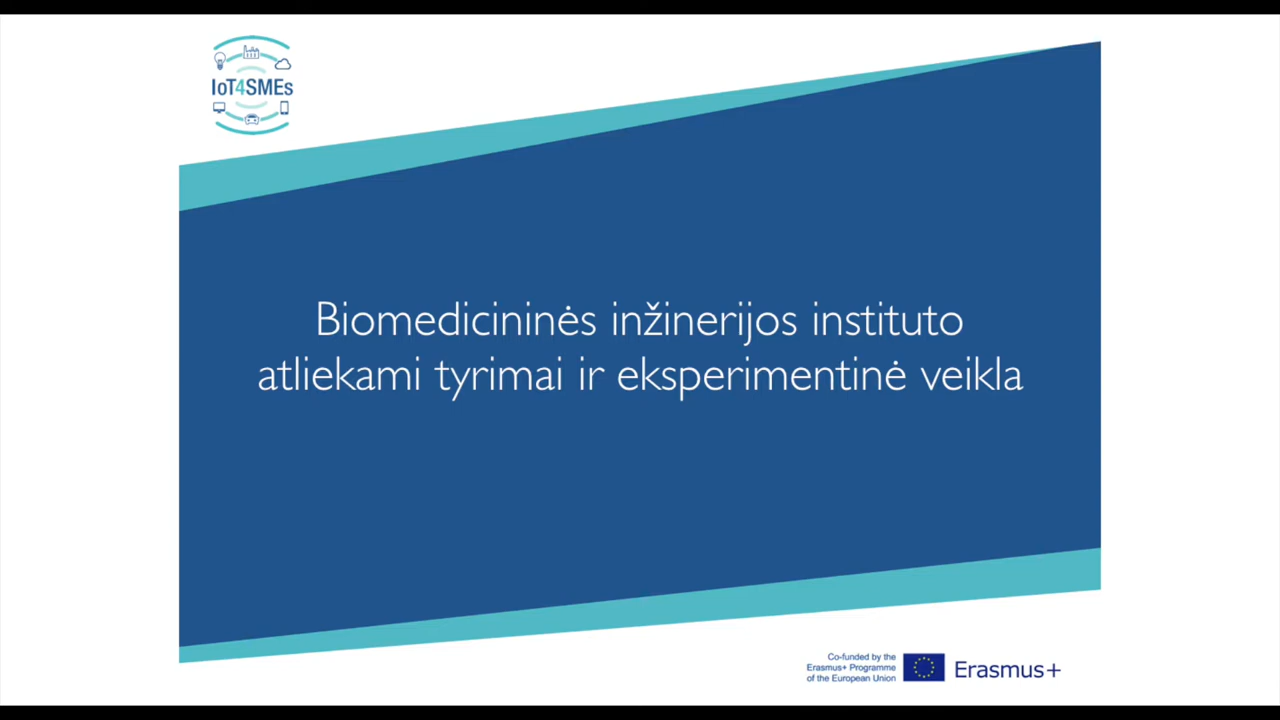 IoT4SMEs
Biomedicininės inžinerijos instituto
atliekami tyrimai ir eksperimentinė veikla
Co-funded by the
Erasmus+ Programme
of the European Union
Erasmus+